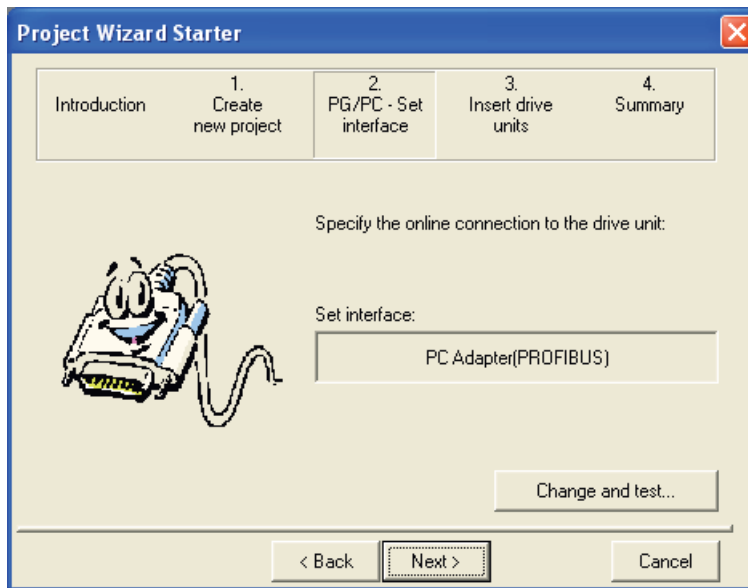 Project Wizard Starter
Introduction
1.
Create
new project
2.
PG/PC - Set
interface
3.
Insert drive
units
4.
Summary
Specify the online connection to the drive unit:
Set interface:
PC Adapter(PROFIBUS)
Change and test...
< Back
Next >
Cancel